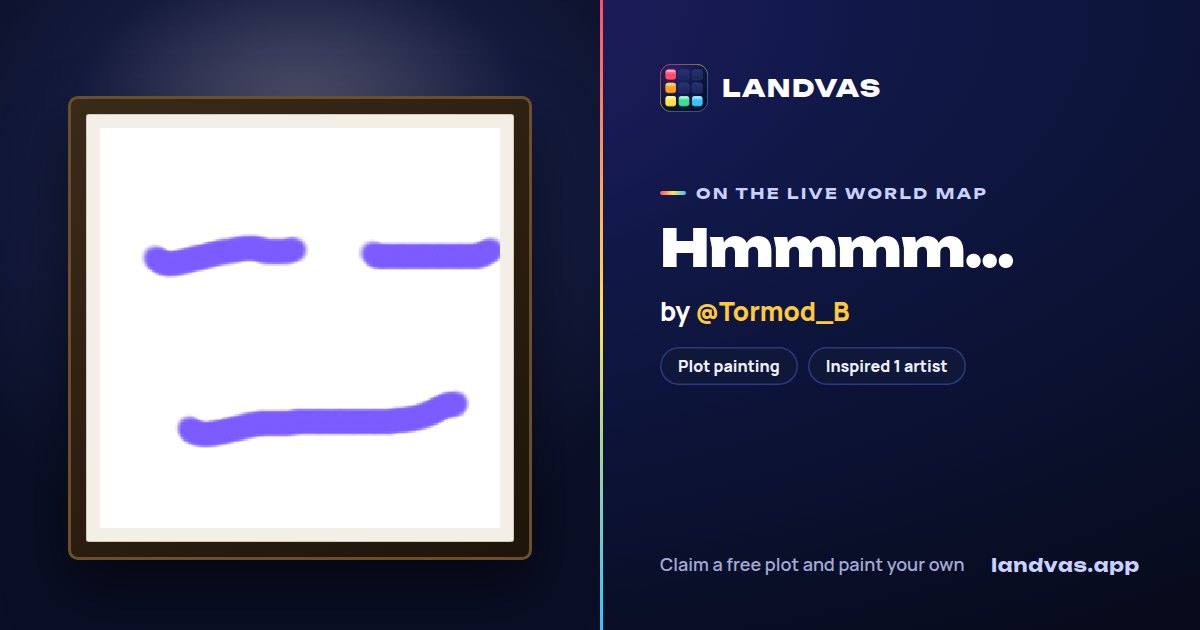 LANDVAS
ON THE LIVE WORLD MAP
Hmmmm...
by @Tormod_B
Plot painting
Inspired 1 artist
Claim a free plot and paint your own
landvas.app